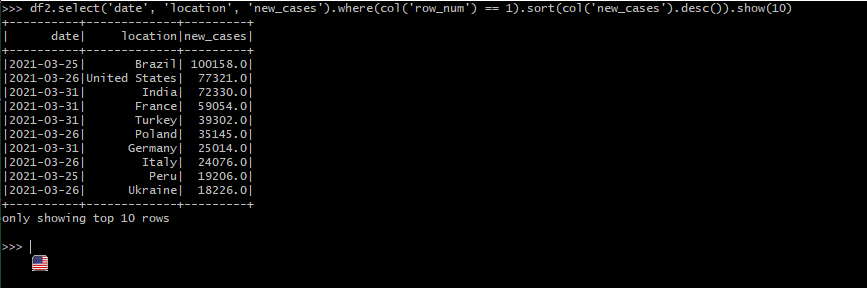 >>> df2.select('date', 'location', 'new_cases').where(col('row_num') == 1).sort(col('new_cases').desc()).show(10)
+----------+-------------+---------+
|      date|     location|new_cases|
+----------+-------------+---------+
|2021-03-25|       Brazil| 100158.0|
|2021-03-26|United States|  77321.0|
|2021-03-31|        India|  72330.0|
|2021-03-31|       France|  59054.0|
|2021-03-31|       Turkey|  39302.0|
|2021-03-26|       Poland|  35145.0|
|2021-03-31|      Germany|  25014.0|
|2021-03-26|        Italy|  24076.0|
|2021-03-25|         Peru|  19206.0|
|2021-03-26|      Ukraine|  18226.0|
+----------+-------------+---------+
only showing top 10 rows

>>>